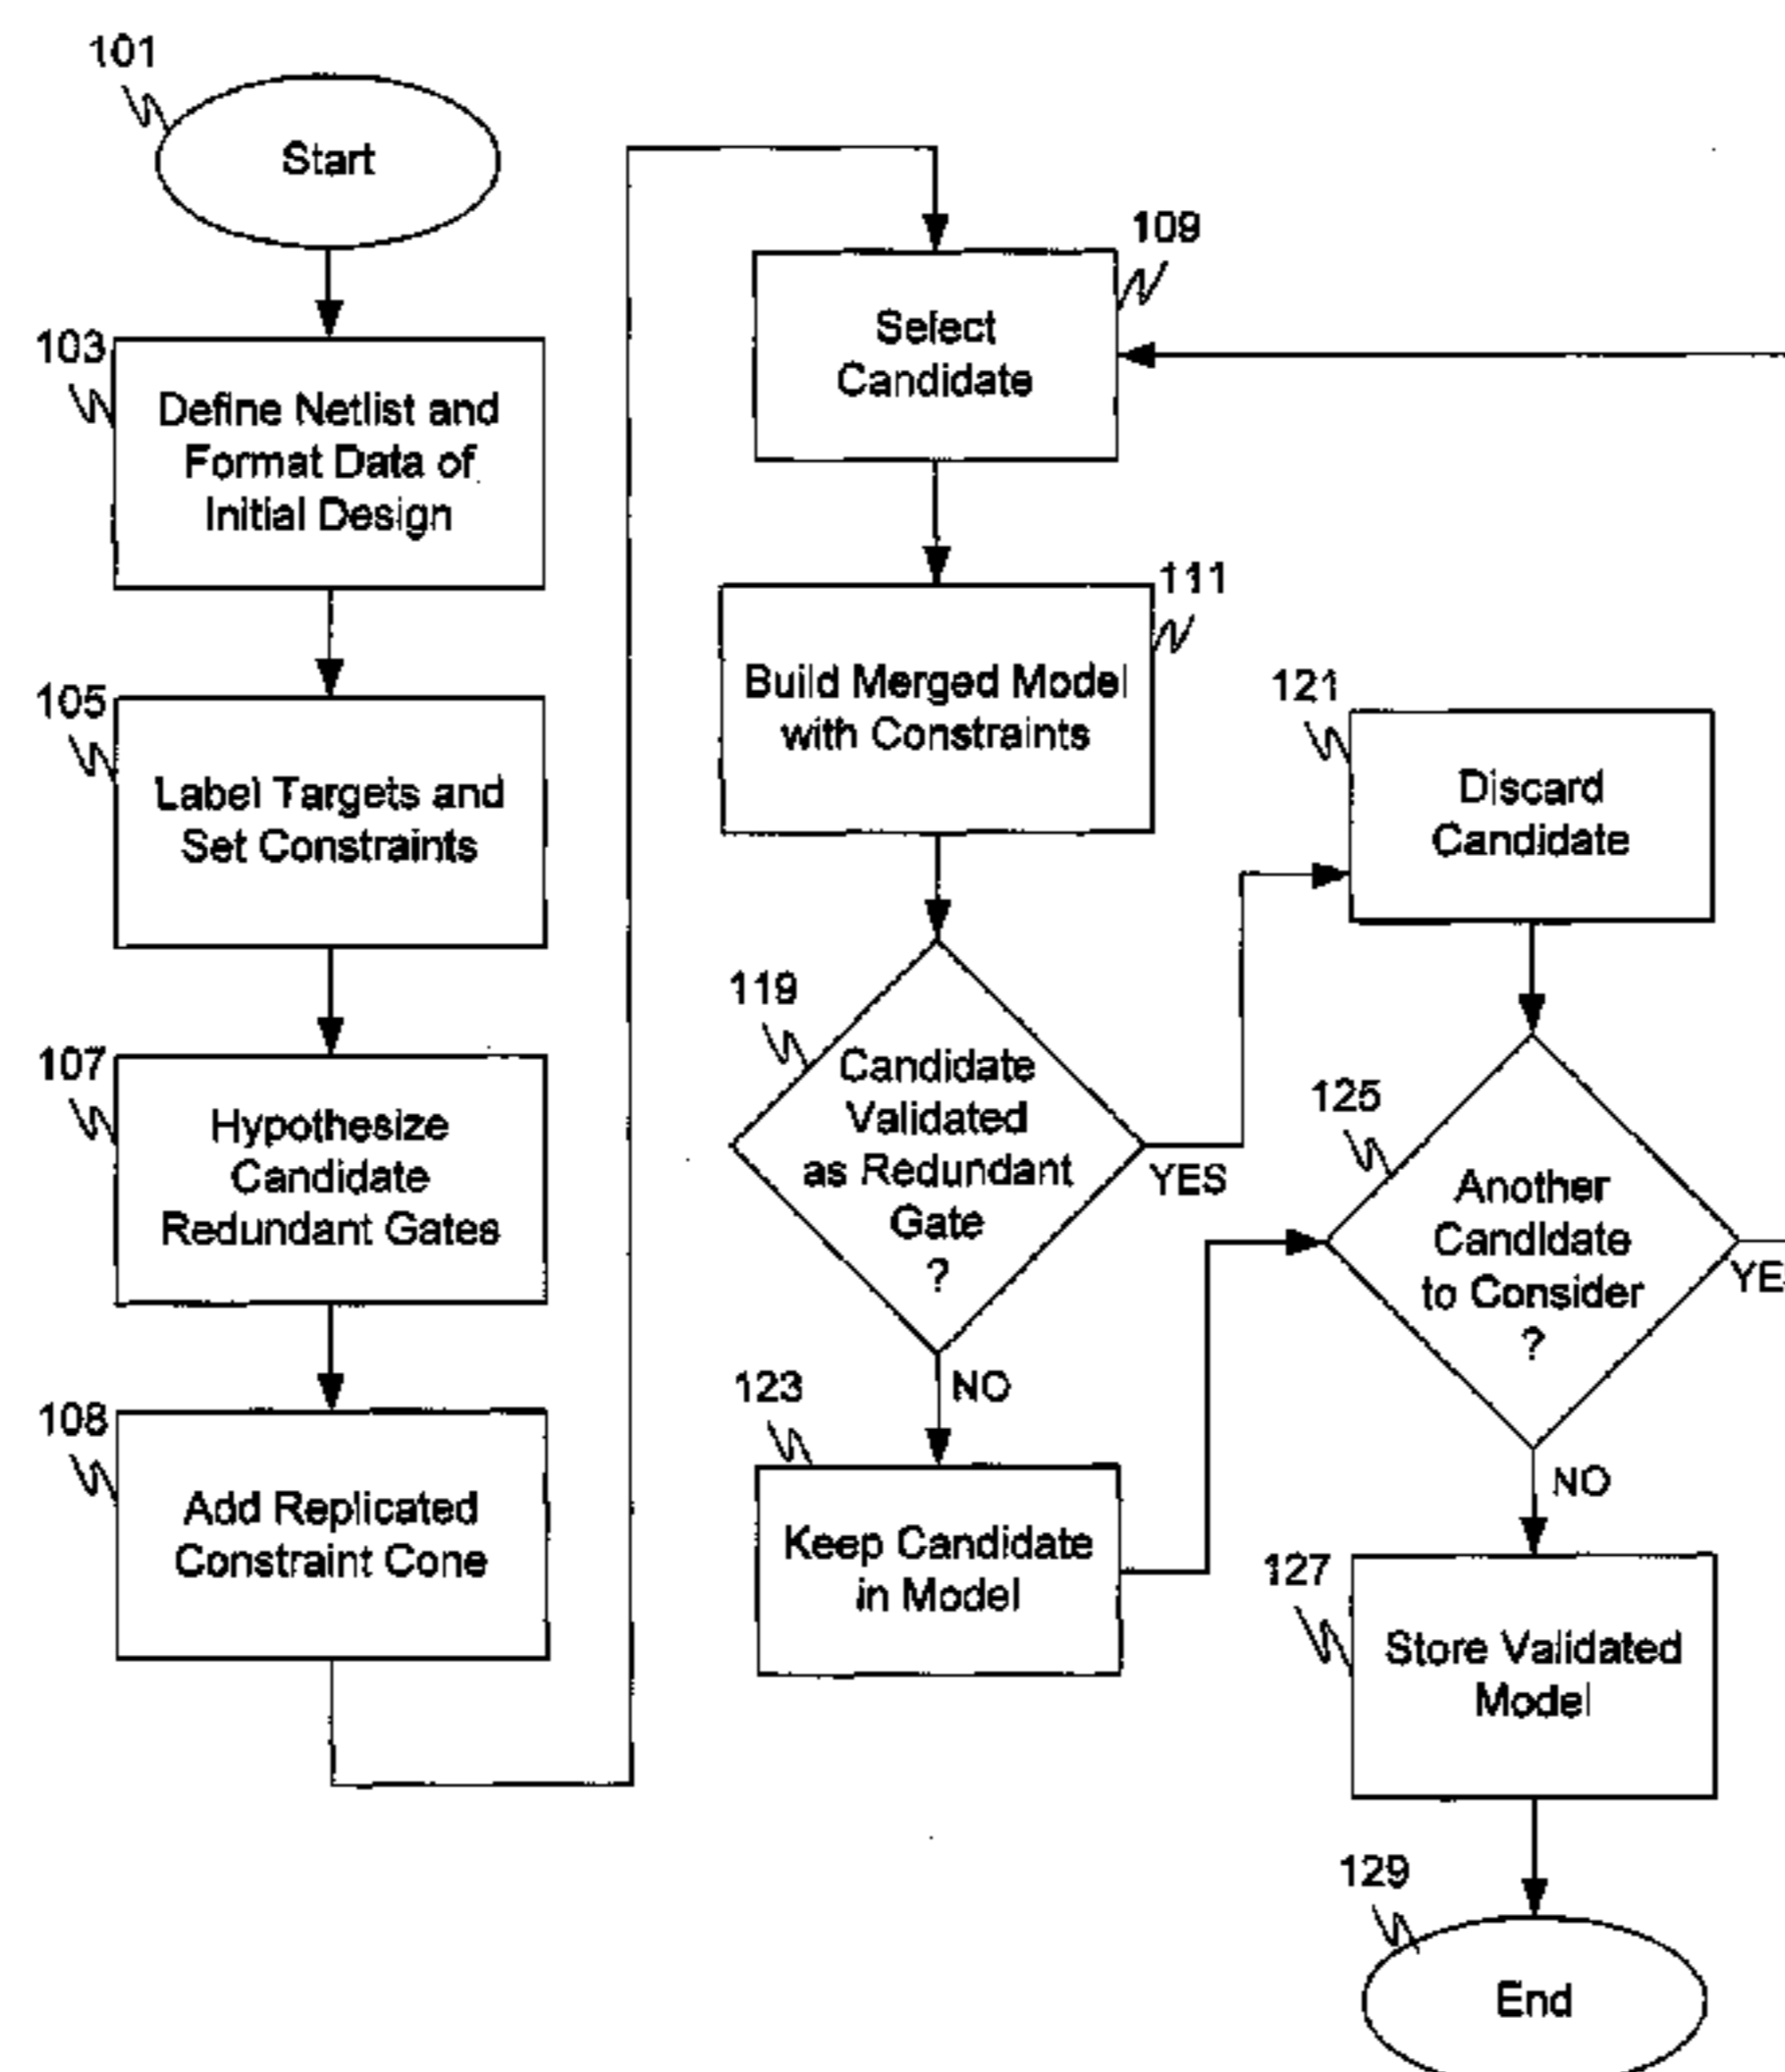 101
Start
103
Define Netlist and
Format Data of
Initial Design
105
Label Targets and
Set Constraints
107
Hypothesize
Candidate
Redundant Gates
108
Add Replicated
Constraint Cone
109
Select
Candidate
111
Build Merged Model
with Constraints
119
Candidate
Validated
as Redundant
Gate
?
YES
NO
123
Keep Candidate
in Model
121
Discard
Candidate
125
Another
Candidate
to Consider
?
NO
127
Store Validated
Model
129
End